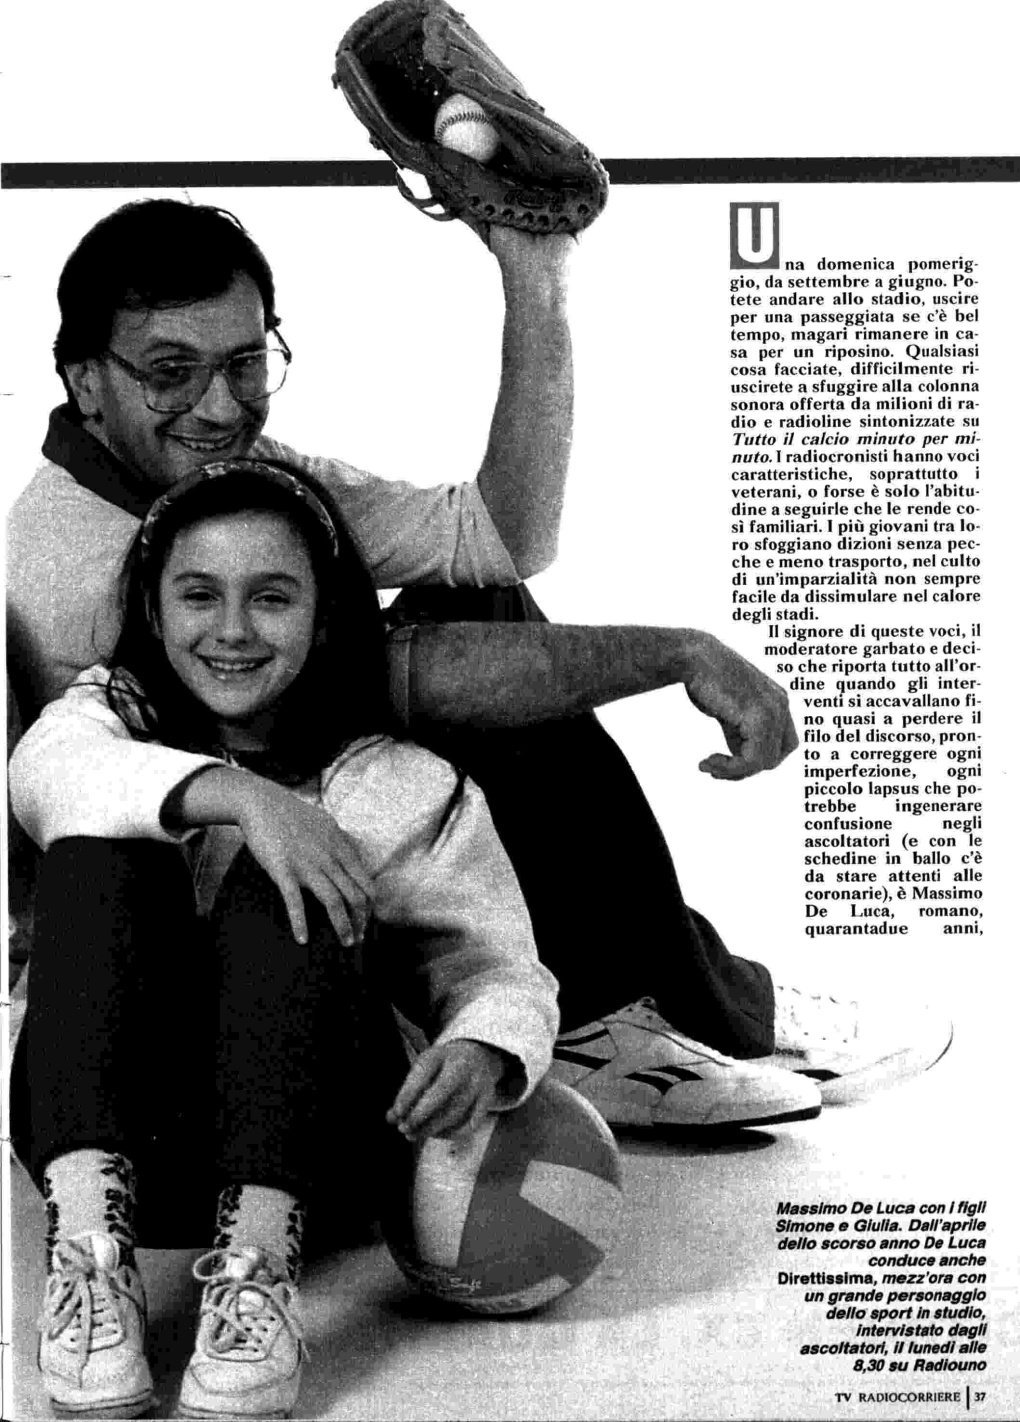 Una domenica pomerig-
gio, da settembre a giugno. Po-
tete andare allo stadio, uscire
per una passeggiata se c'è bel
tempo, magari rimanere in ca-
sa per un riposino. Qualsiasi
cosa facciate, difficilmente ri-
uscirete a sfuggire alla colonna
sonora offerta da milioni di ra-
dio e radioline sintonizzate su
Tutto il calcio minuto per mi-
nuto. I radiocronisti hanno voci
caratteristiche, soprattutto i
veterani, o forse è solo l'abitu-
dine a seguirle che le rende co-
sì familiari. I più giovani tra lo-
ro sfoggiano dizioni senza pec-
che e meno trasporto, nel culto
di un'imparzialità non sempre
facile da dissimulare nel calore
degli stadi.
Il signore di queste voci, il
moderatore garbato e deci-
so che riporta tutto all'or-
dine quando gli inter-
venti si accavallano fi-
no quasi a perdere il
filo del discorso, pron-
to a correggere ogni
imperfezione, ogni
piccolo lapsus che po-
trebbe ingenerare
confusione negli
ascoltatori (e con le
schedine in ballo c'è
da stare attenti alle
coronarie), è Massimo
De Luca, romano,
quarantadue anni,
Soft
Massimo De Luca con i figli
Simone e Giulia. Dall'aprile
dello scorso anno De Luca
conduce anche
Direttissima, mezz'ora con
un grande personaggio
dello sport in studio,
intervistato dagli
ascoltatori, il lunedì alle
8,30 su Radiouno
TV RADIOCORRIERE | 37